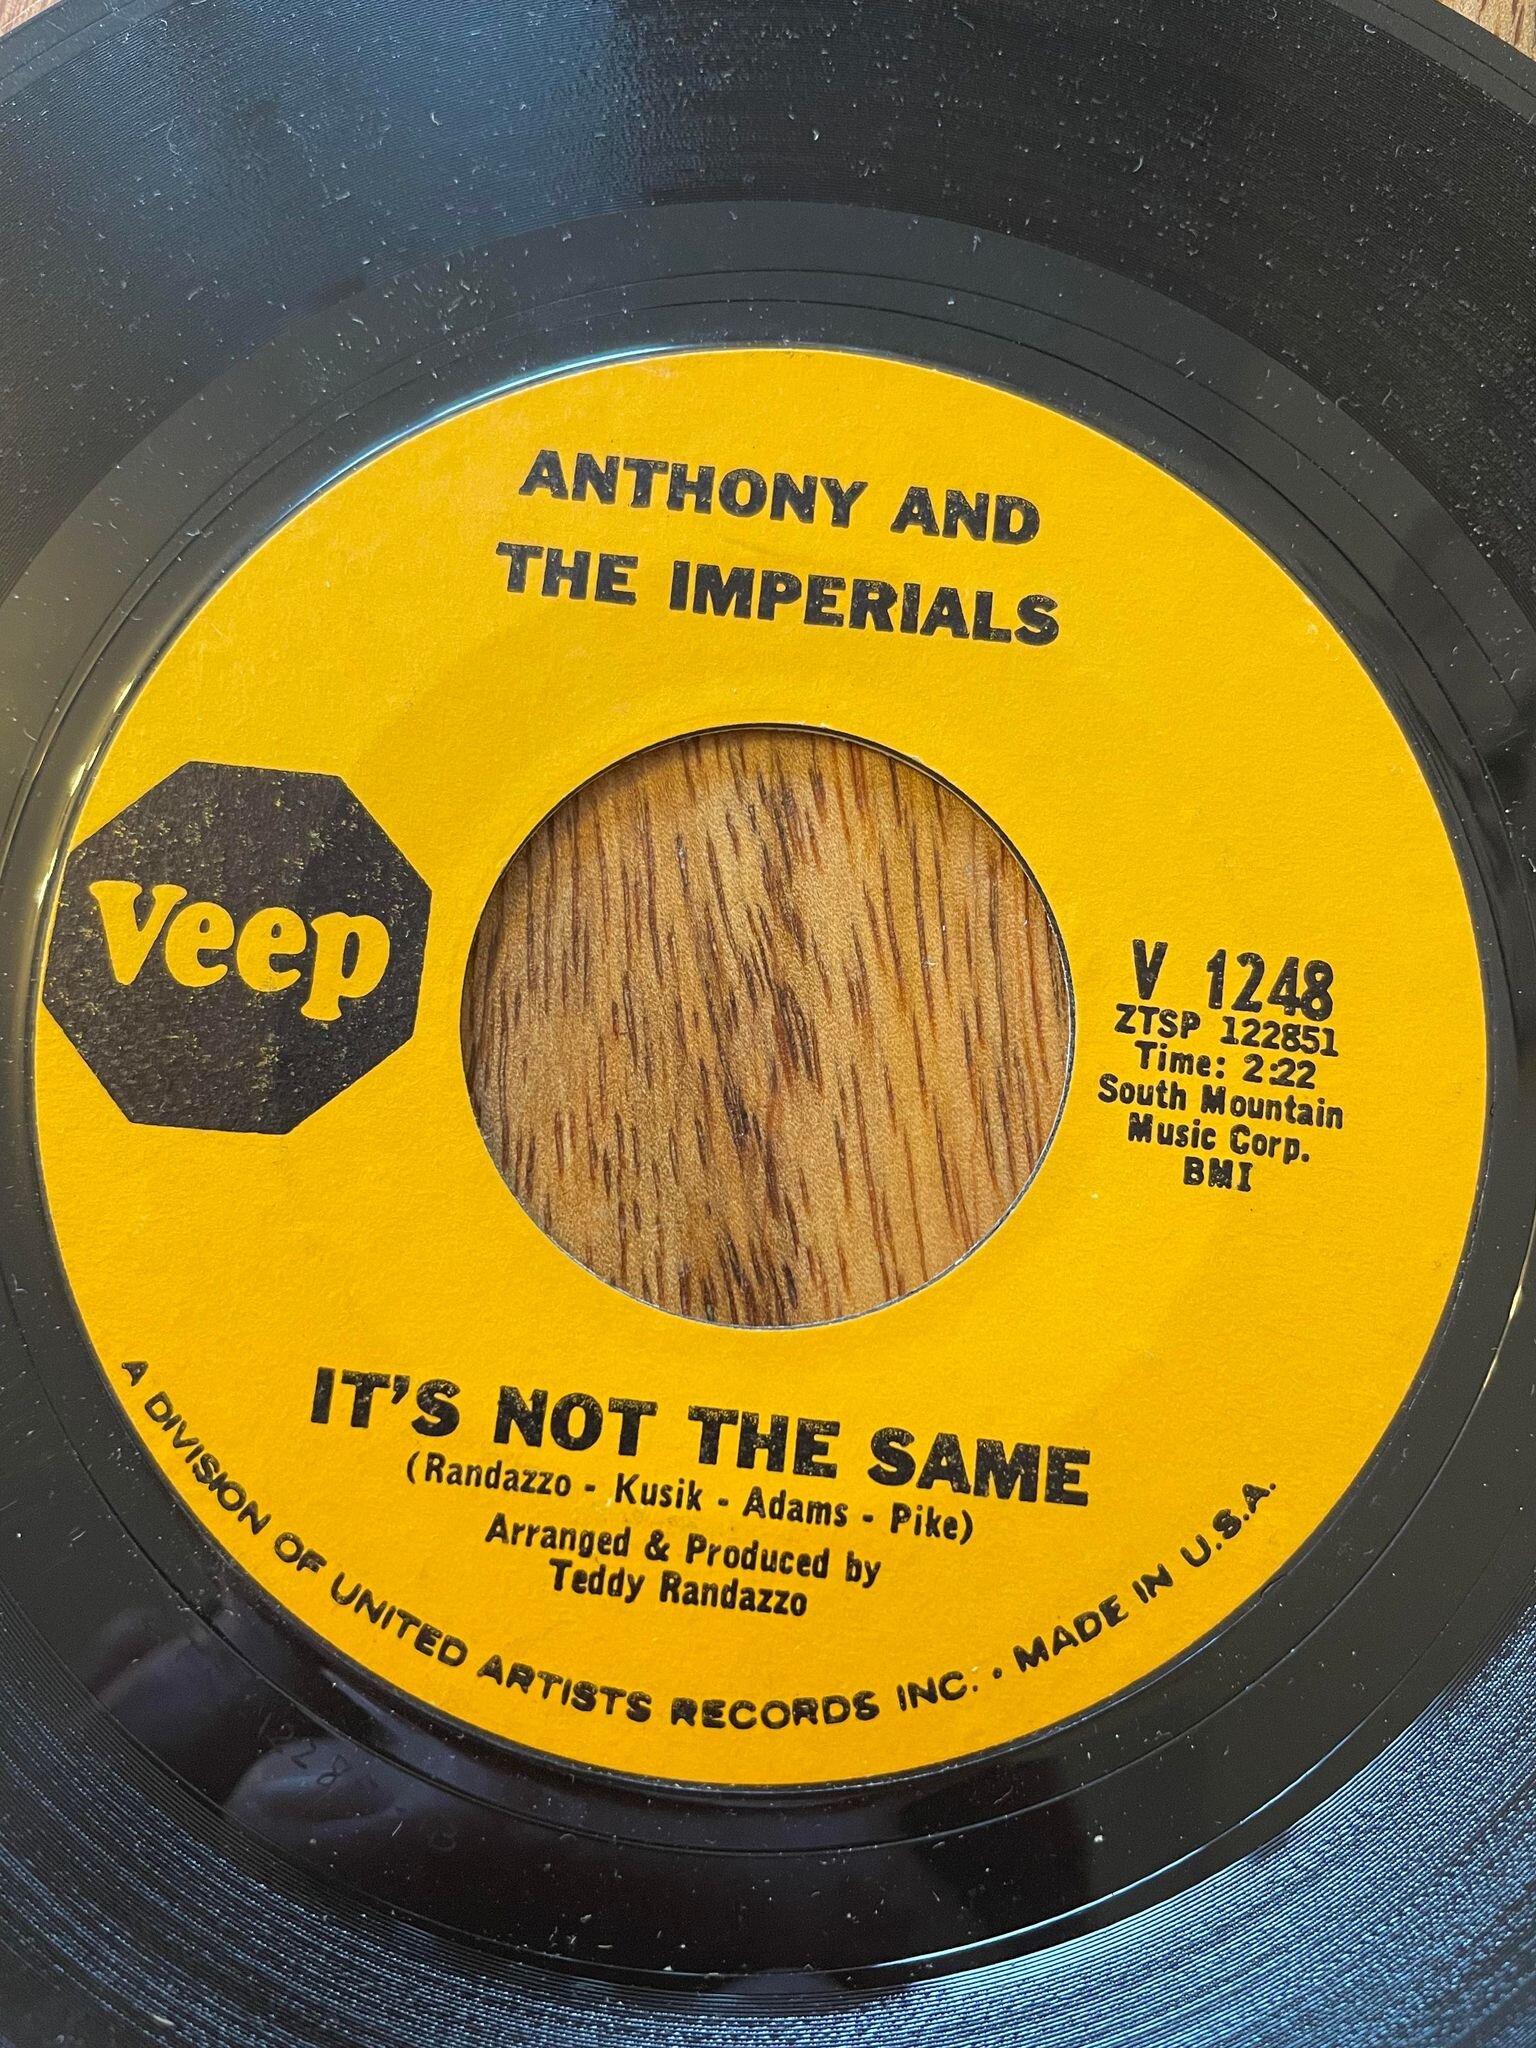 ANTHONY AND
THE IMPERIALS
Veep
V 1248
ZTSP 122851
Time: 2:22
South Mountain
Music Corp.
BMI
IT'S NOT THE SAME
(Randazzo - Kusik - Adams - Pike)
Arranged & Produced by
Teddy Randazzo
A DIVISION OF UNITED ARTISTS RECORDS INC. • MADE IN U.S.A.